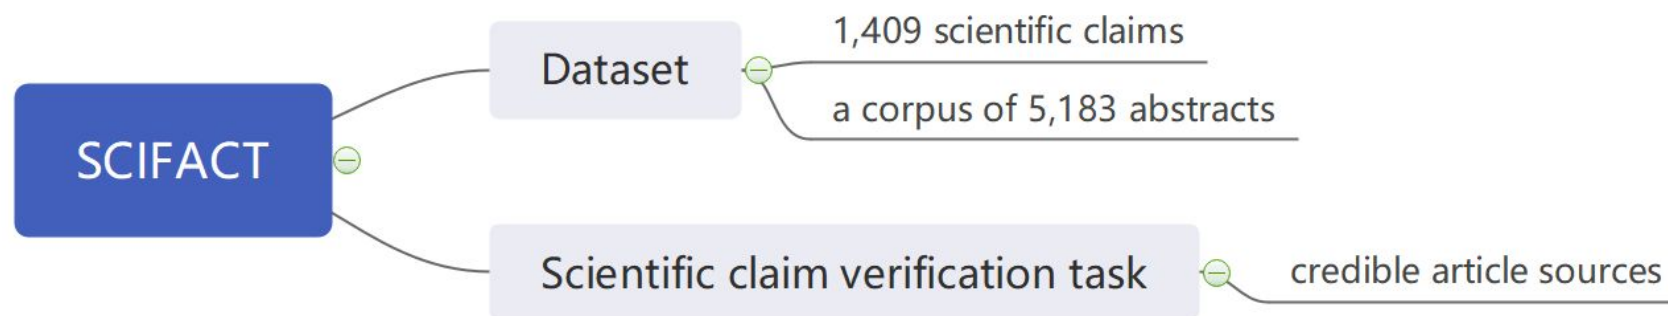 SCIFACT
Dataset
1,409 scientific claims
a corpus of 5,183 abstracts
Scientific claim verification task
credible article sources